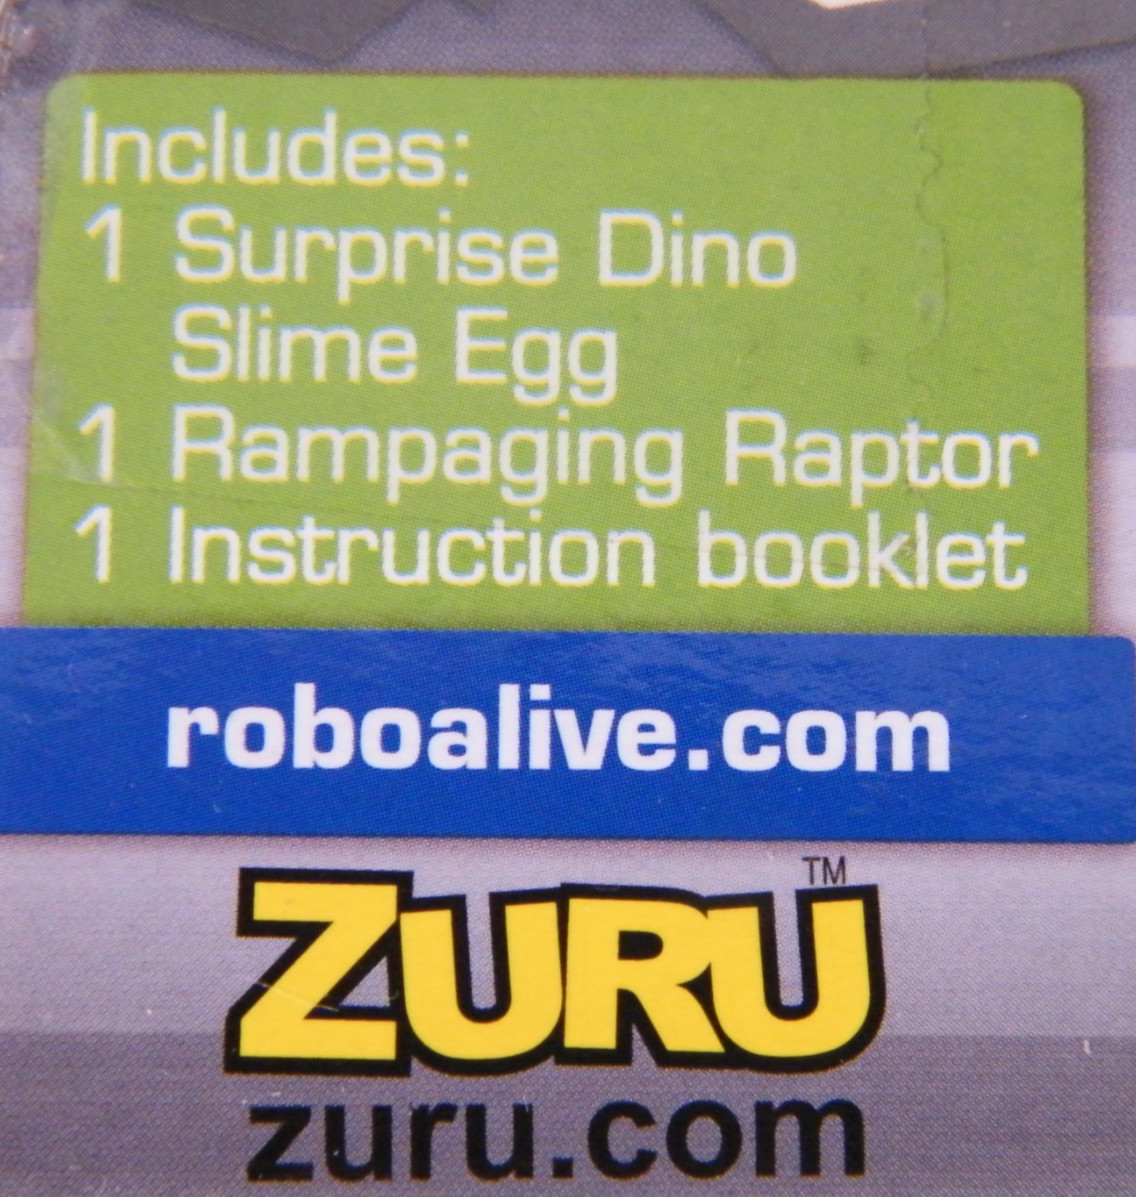 Includes:
1 Surprise Dino
Slime Egg
1 Rampaging Raptor
1 Instruction booklet
roboalive.com
ZURU™
zuru.com